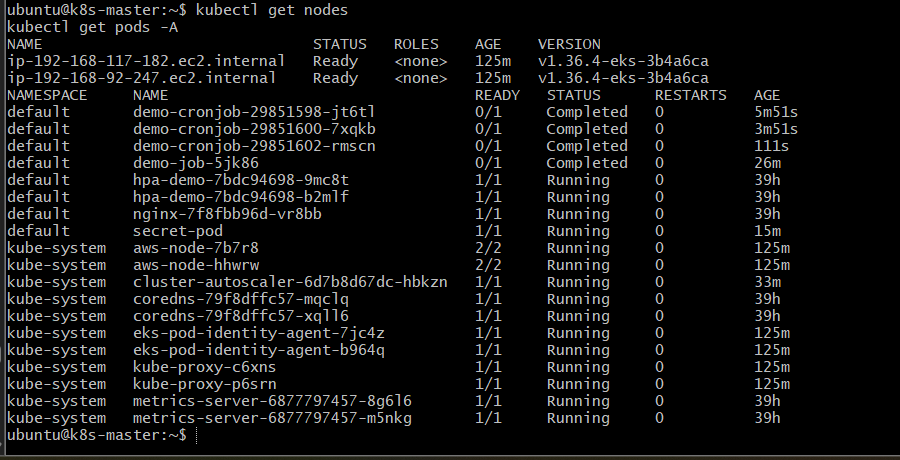 ubuntu@k8s-master:~$ kubectl get nodes
kubectl get pods -A
NAME STATUS ROLES AGE VERSION
ip-192-168-117-182.ec2.internal Ready <none> 125m v1.36.4-eks-3b4a6ca
ip-192-168-92-247.ec2.internal Ready <none> 125m v1.36.4-eks-3b4a6ca
NAMESPACE NAME READY STATUS RESTARTS AGE
default demo-cronjob-29851598-jt6tl 0/1 Completed 0 5m51s
default demo-cronjob-29851600-7xqkb 0/1 Completed 0 3m51s
default demo-cronjob-29851602-rmscn 0/1 Completed 0 111s
default demo-job-5jk86 0/1 Completed 0 26m
default hpa-demo-7bdc94698-9mc8t 1/1 Running 0 39h
default hpa-demo-7bdc94698-b2mlf 1/1 Running 0 39h
default nginx-7f8fbb96d-vr8bb 1/1 Running 0 39h
default secret-pod 1/1 Running 0 15m
kube-system aws-node-7b7r8 2/2 Running 0 125m
kube-system aws-node-hhwrw 2/2 Running 0 125m
kube-system cluster-autoscaler-6d7b8d67dc-hbkzn 1/1 Running 0 33m
kube-system coredns-79f8dffc57-mqclq 1/1 Running 0 39h
kube-system coredns-79f8dffc57-xqll6 1/1 Running 0 39h
kube-system eks-pod-identity-agent-7jc4z 1/1 Running 0 125m
kube-system eks-pod-identity-agent-b964q 1/1 Running 0 125m
kube-system kube-proxy-c6xns 1/1 Running 0 125m
kube-system kube-proxy-p6srn 1/1 Running 0 125m
kube-system metrics-server-6877797457-8g6l6 1/1 Running 0 39h
kube-system metrics-server-6877797457-m5nkg 1/1 Running 0 39h
ubuntu@k8s-master:~$